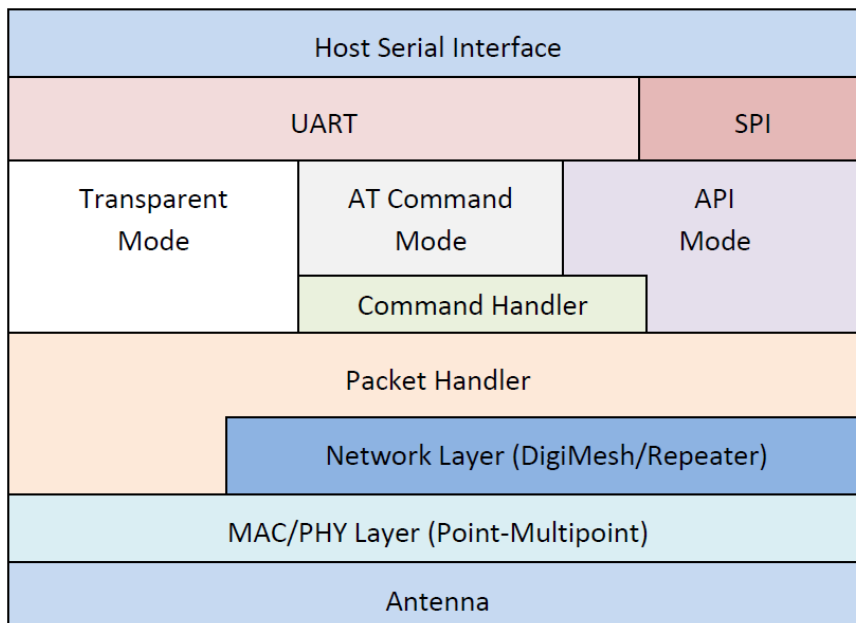 Host Serial Interface
UART
SPI
Transparent
Mode
AT Command
Mode
API
Mode
Command Handler
Packet Handler
Network Layer (DigiMesh/Repeater)
MAC/PHY Layer (Point-Multipoint)
Antenna